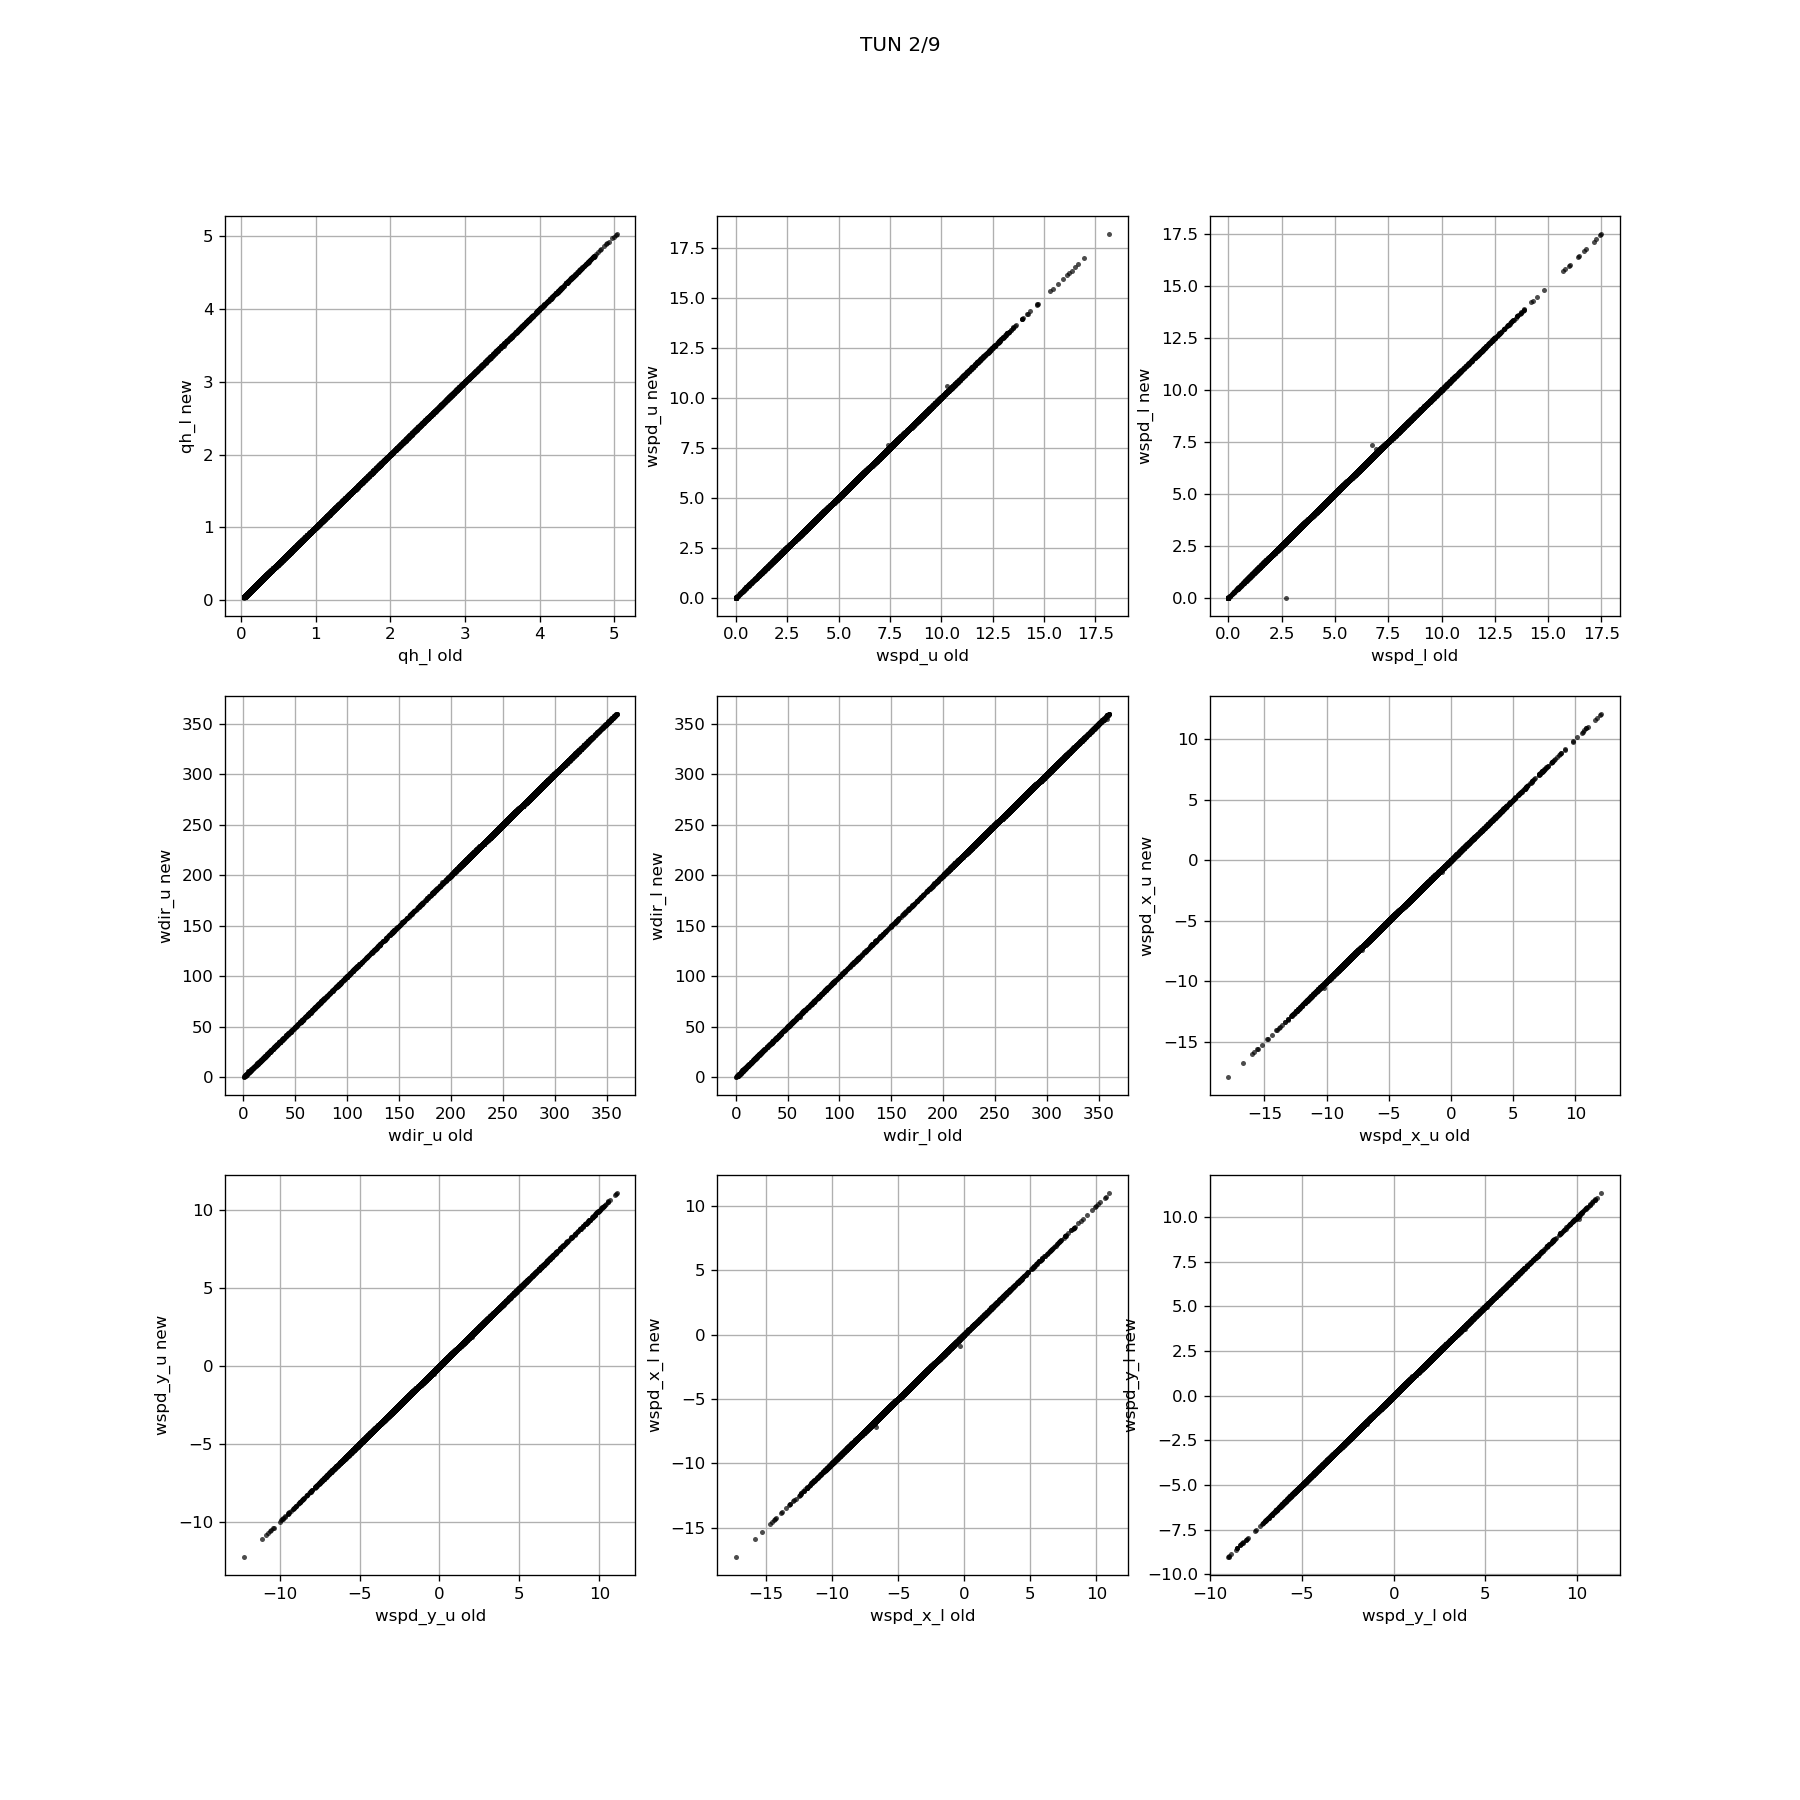 TUN 2/9
5
4
3
2
1
0
qh_l new
0 1 2 3 4 5
qh_l old
17.5
15.0
12.5
10.0
7.5
5.0
2.5
0.0
wspd_u new
0.0 2.5 5.0 7.5 10.0 12.5 15.0 17.5
wspd_u old
17.5
15.0
12.5
10.0
7.5
5.0
2.5
0.0
wspd_l new
0.0 2.5 5.0 7.5 10.0 12.5 15.0 17.5
wspd_l old
350
300
250
200
150
100
50
0
wdir_u new
0 50 100 150 200 250 300 350
wdir_u old
350
300
250
200
150
100
50
0
wdir_l new
0 50 100 150 200 250 300 350
wdir_l old
10
5
0
−5
−10
−15
wspd_x_u new
−15 −10 −5 0 5 10
wspd_x_u old
10
5
0
−5
−10
wspd_y_u new
−10 −5 0 5 10
wspd_y_u old
10
5
0
−5
−10
−15
wspd_x_l new
−15 −10 −5 0 5 10
wspd_x_l old
10.0
7.5
5.0
2.5
0.0
−2.5
−5.0
−7.5
−10.0
wspd_y_l new
−10 −5 0 5 10
wspd_y_l old